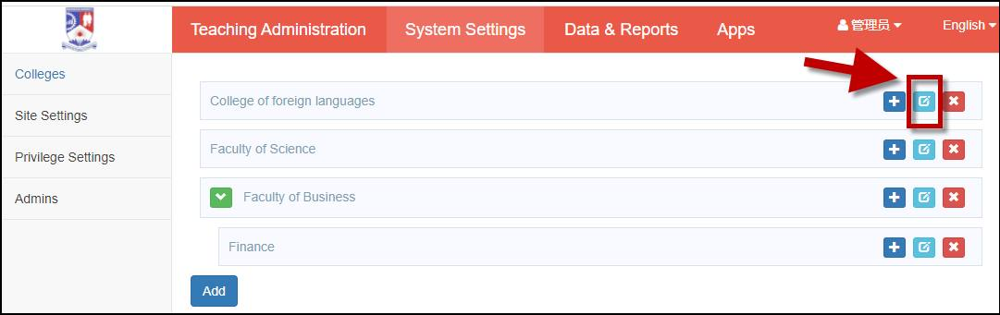 Teaching Administration System Settings Data & Reports Apps 管理员 English
Colleges
Site Settings
Privilege Settings
Admins
College of foreign languages
Faculty of Science
Faculty of Business
Finance
Add